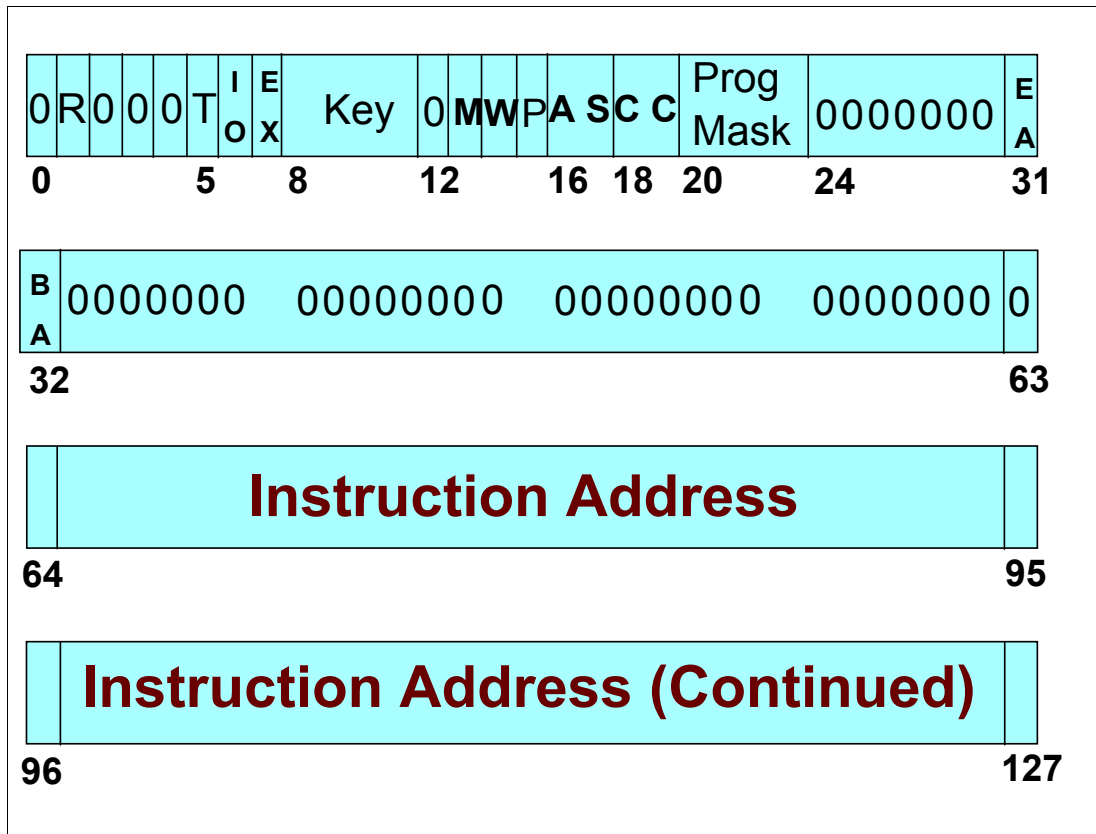 0 R 0 0 0 T I O E X Key 0 M W P A S C C Prog Mask 0000000 E A
0 5 8 12 16 18 20 24 31
B A 0000000 00000000 00000000 0000000 0
32 63
Instruction Address
64 95
Instruction Address (Continued)
96 127